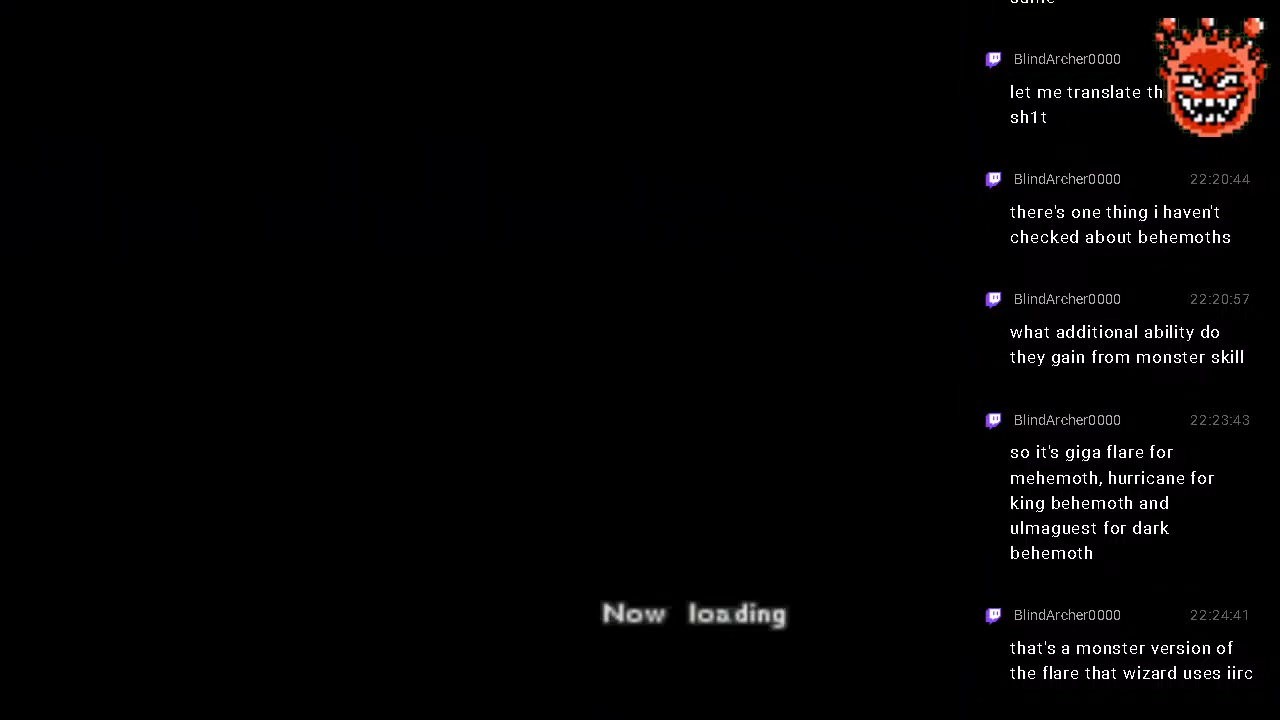 BlindArcher0000
let me translate th
sh1t
BlindArcher0000 22:20:44
there's one thing i haven't
checked about behemoths
BlindArcher0000 22:20:57
what additional ability do
they gain from monster skill
BlindArcher0000 22:23:43
so it's giga flare for
mehemoth, hurricane for
king behemoth and
ulmaguest for dark
behemoth
Now loading
BlindArcher0000 22:24:41
that's a monster version of
the flare that wizard uses iirc